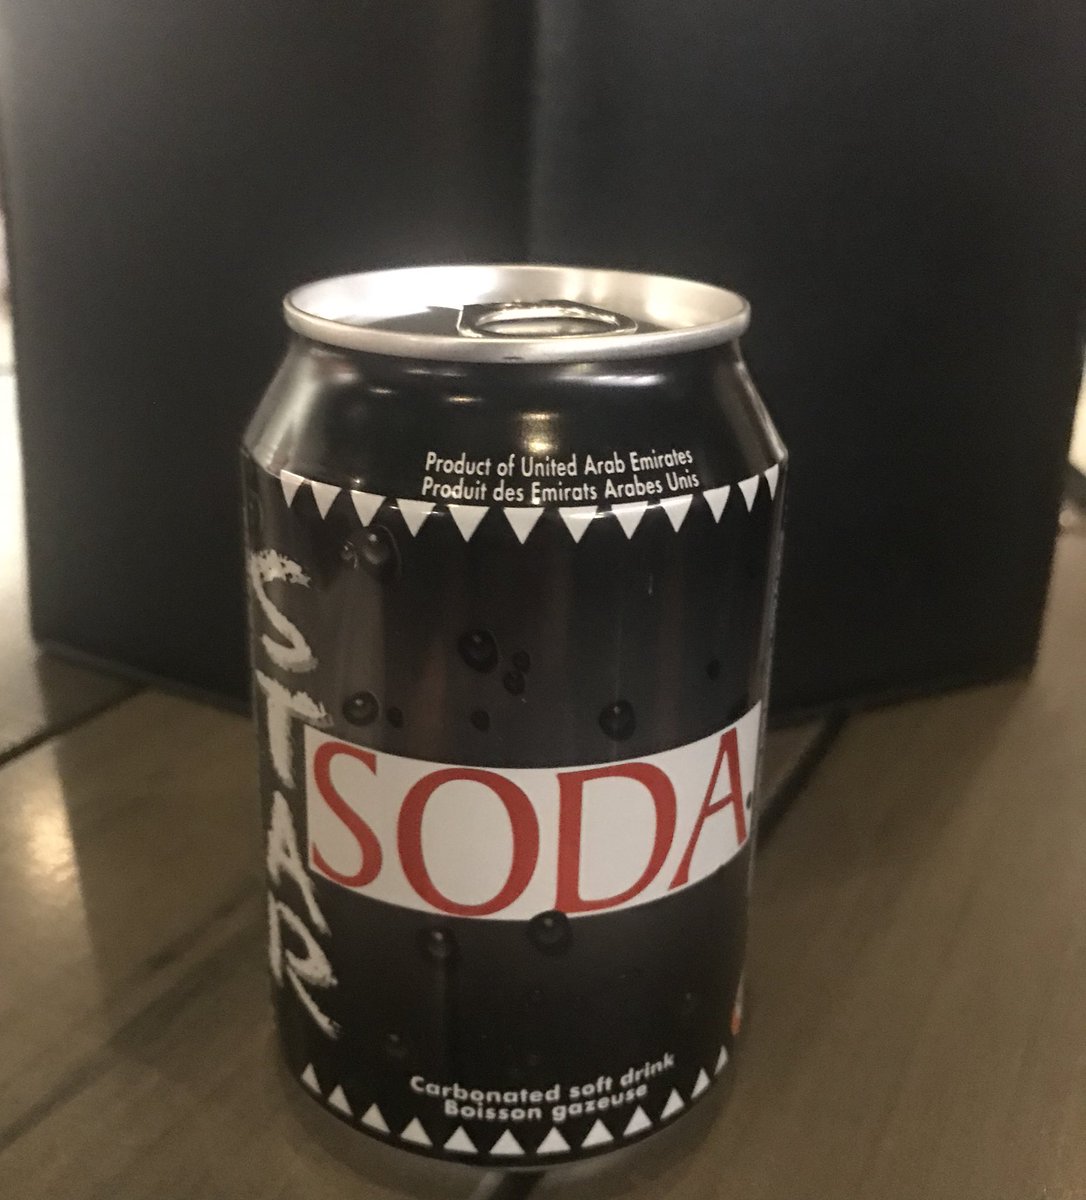 Product of United Arab Emirates
Produit des Emirats Arabes Unis
STAR
SODA
Carbonated soft drink
Boisson gazeuse